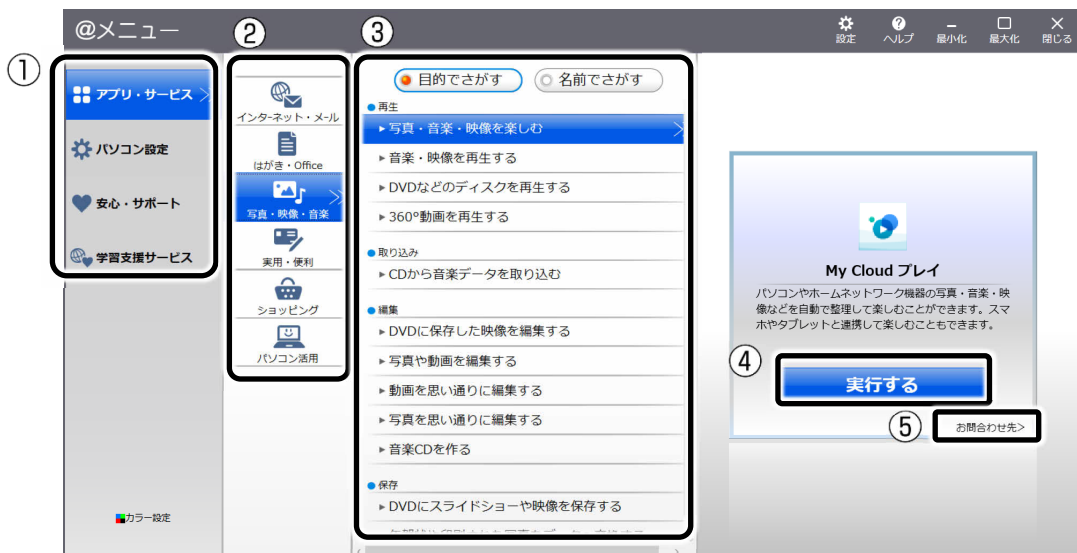 @メニュー
設定
ヘルプ
最小化
最大化
閉じる
①
②
③
アプリ・サービス
パソコン設定
安心・サポート
学習支援サービス
カラー設定
インターネット・メール
はがき・Office
写真・映像・音楽
実用・便利
ショッピング
パソコン活用
目的でさがす
名前でさがす
再生
写真・音楽・映像を楽しむ
音楽・映像を再生する
DVDなどのディスクを再生する
360°動画を再生する
取り込み
CDから音楽データを取り込む
編集
DVDに保存した映像を編集する
写真や動画を編集する
動画を思い通りに編集する
写真を思い通りに編集する
音楽CDを作る
保存
DVDにスライドショーや映像を保存する
My Cloud プレイ
パソコンやホームネットワーク機器の写真・音楽・映
像などを自動で整理して楽しむことができます。スマ
ホやタブレットと連携して楽しむこともできます。
④
実行する
⑤
お問合わせ先>